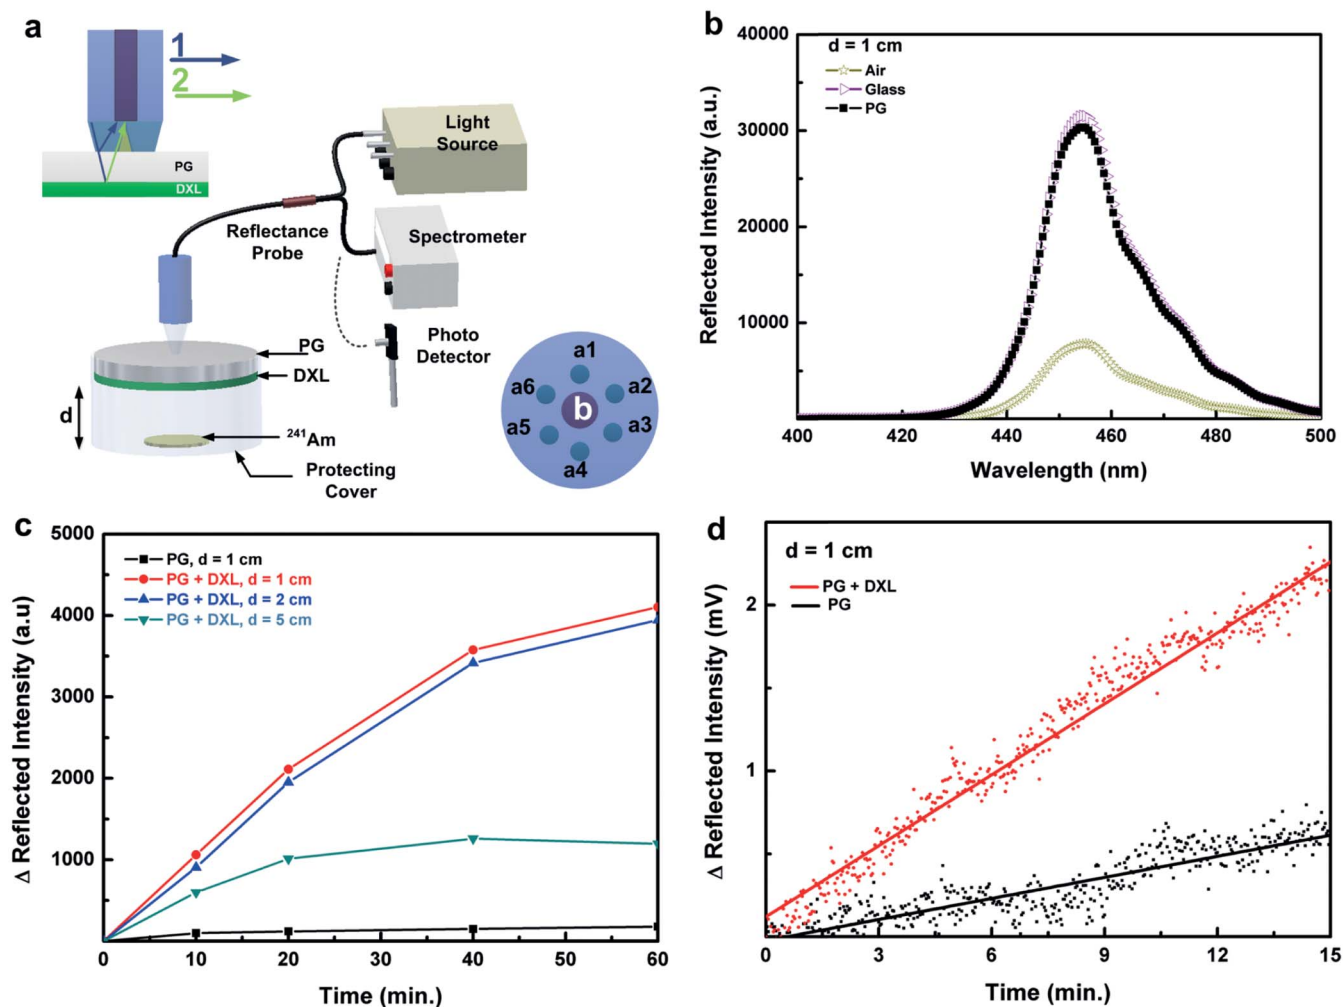 a
1
2
PG
DXL
Light
Source
Reflectance
Probe
Spectrometer
Photo
Detector
PG
DXL
d
²⁴¹Am
Protecting
Cover
a1
a2
a3
a4
a5
a6
b
b
d = 1 cm
Air
Glass
PG
Reflected Intensity (a.u.)
40000
30000
20000
10000
400
420
440
460
480
500
Wavelength (nm)
c
PG, d = 1 cm
PG + DXL, d = 1 cm
PG + DXL, d = 2 cm
PG + DXL, d = 5 cm
Δ Reflected Intensity (a.u)
5000
4000
3000
2000
1000
0
10
20
30
40
50
60
Time (min.)
d
d = 1 cm
PG + DXL
PG
Δ Reflected Intensity (mV)
2
1
0
3
6
9
12
15
Time (min.)